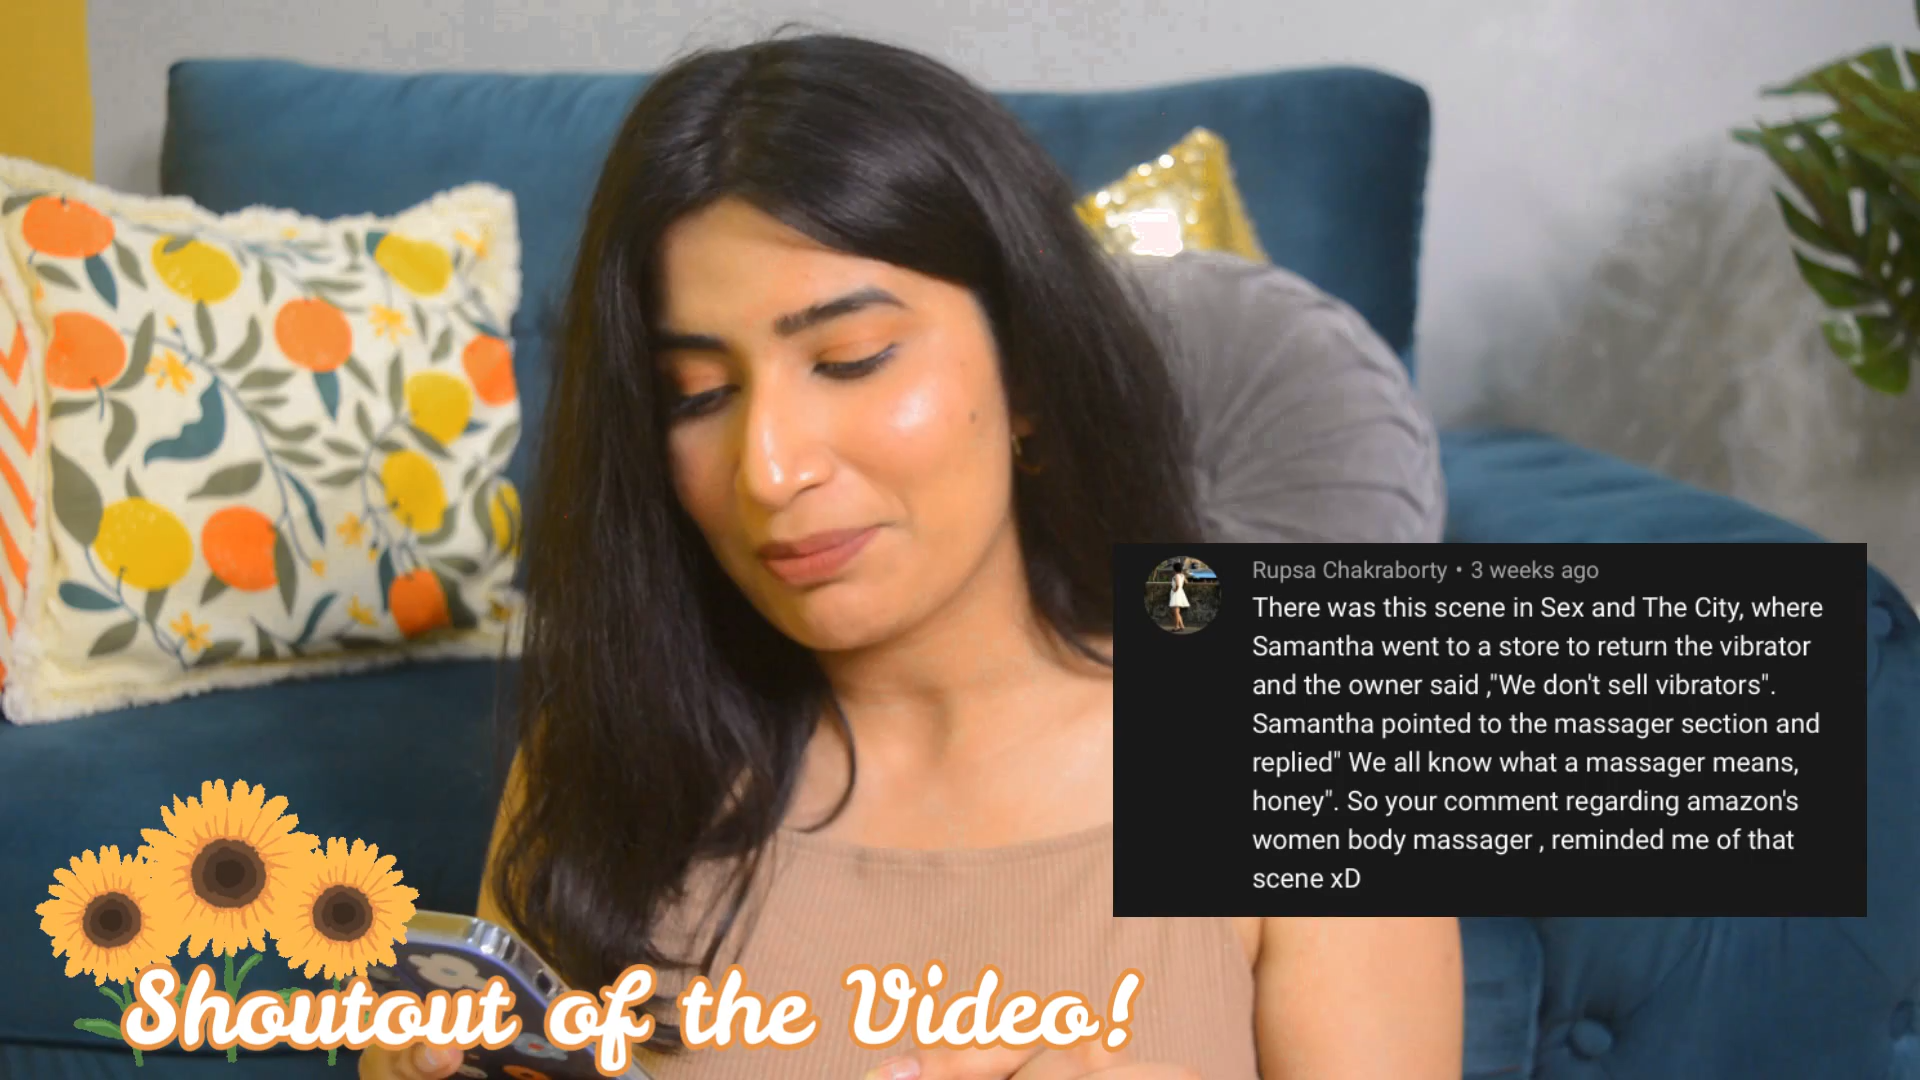 Rupsa Chakraborty • 3 weeks ago
There was this scene in Sex and The City, where
Samantha went to a store to return the vibrator
and the owner said ,"We don't sell vibrators".
Samantha pointed to the massager section and
replied" We all know what a massager means,
honey". So your comment regarding amazon's
women body massager , reminded me of that
scene xD
Shoutout of the Video!